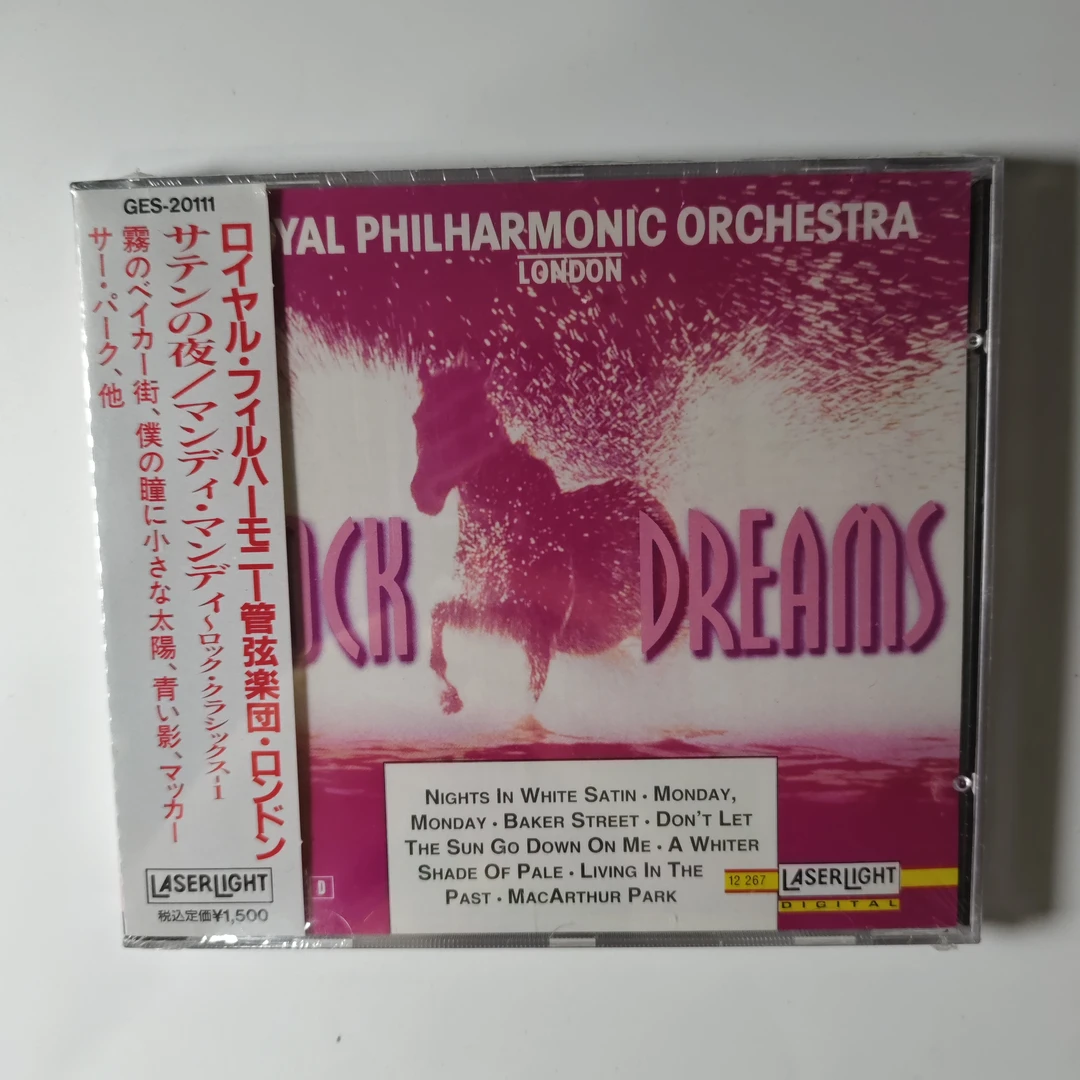 GES-20111
ロイヤル・フィルハーモニー管弦楽団・ロンドン
サテンの夜/マンディ・マンディ〜ロック・クラシックス-1
霧のベイカー街、僕の瞳に小さな太陽、青い影、マッカー
サー・パーク、他
LASERLIGHT
税込定価¥1,500
YAL PHILHARMONIC ORCHESTRA
LONDON
OCK DREAMS
NIGHTS IN WHITE SATIN • MONDAY,
MONDAY • BAKER STREET • DON'T LET
THE SUN GO DOWN ON ME • A WHITER
SHADE OF PALE • LIVING IN THE
PAST • MACARTHUR PARK
D
12 267
LASERLIGHT
DIGITAL